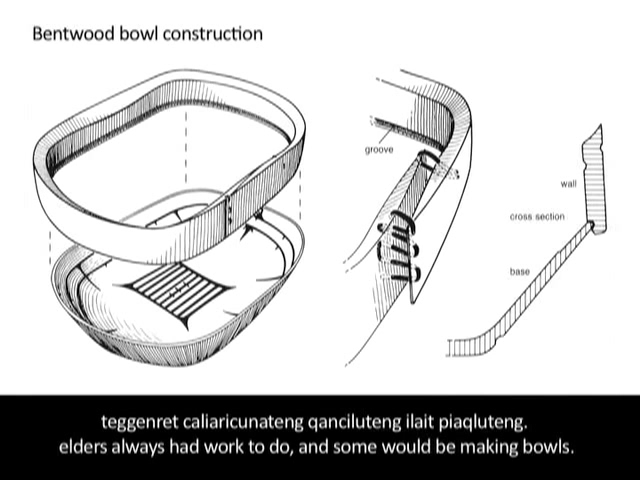 Bentwood bowl construction
groove
wall
cross section
base
teggenret caliaricunateng qanciluteng ilait piaqluteng.
elders always had work to do, and some would be making bowls.